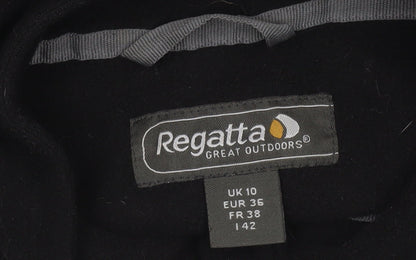 Regatta
GREAT OUTDOORS®
UK 10
EUR 36
FR 38
I 42